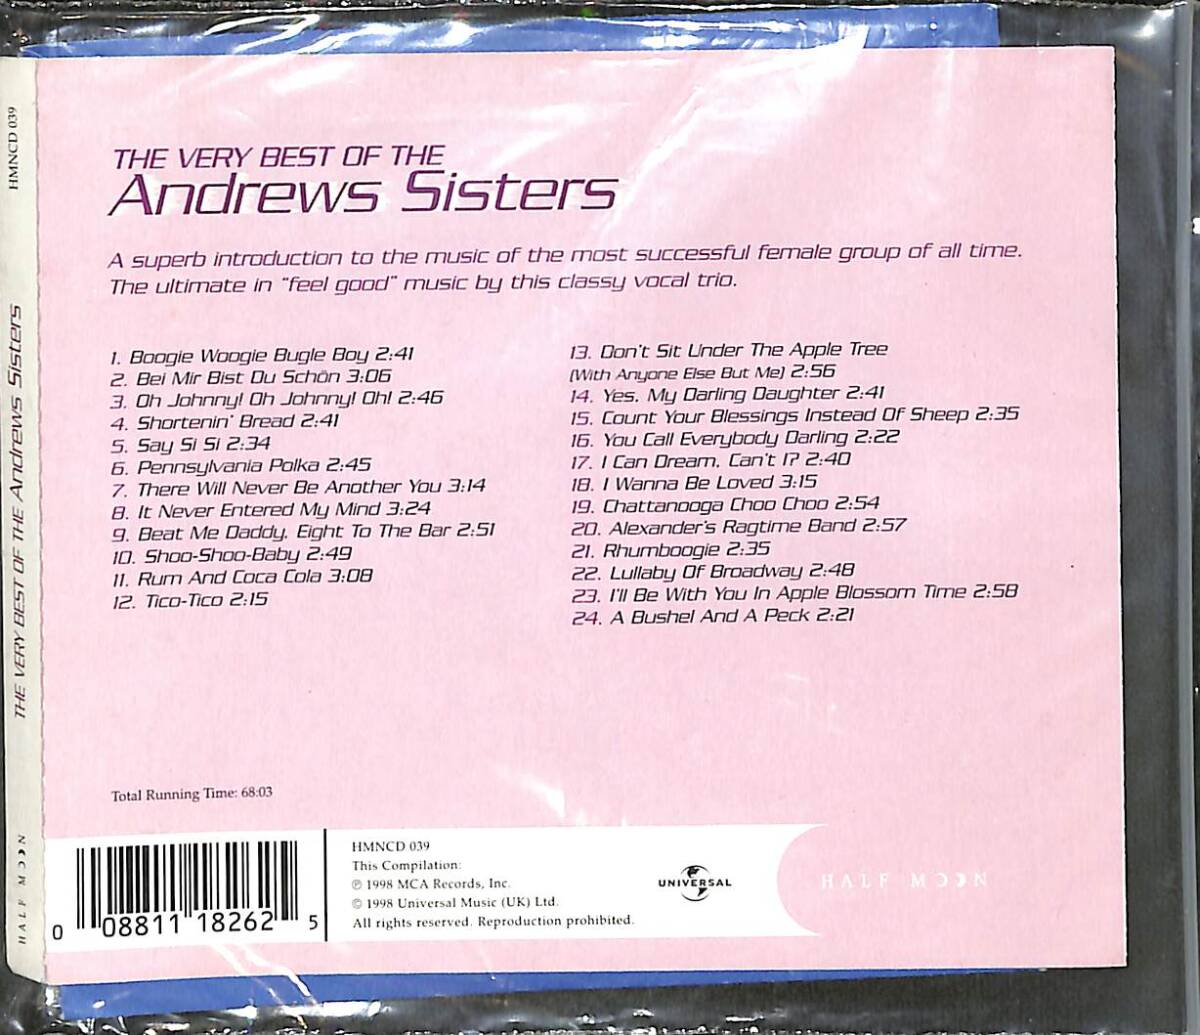 HMNCD 039
THE VERY BEST OF THE Andrews Sisters
HALF MOON
THE VERY BEST OF THE
Andrews Sisters
A superb introduction to the music of the most successful female group of all time.
The ultimate in "feel good" music by this classy vocal trio.
1. Boogie Woogie Bugle Boy 2:41
2. Bei Mir Bist Du Schön 3:06
3. Oh Johnny! Oh Johnny! Oh! 2:46
4. Shortenin' Bread 2:41
5. Say Si Si 2:34
6. Pennsylvania Polka 2:45
7. There Will Never Be Another You 3:14
8. It Never Entered My Mind 3:24
9. Beat Me Daddy, Eight To The Bar 2:51
10. Shoo-Shoo-Baby 2:49
11. Rum And Coca Cola 3:08
12. Tico-Tico 2:15
13. Don't Sit Under The Apple Tree
(With Anyone Else But Me) 2:56
14. Yes, My Darling Daughter 2:41
15. Count Your Blessings Instead Of Sheep 2:35
16. You Call Everybody Darling 2:22
17. I Can Dream, Can't I? 2:40
18. I Wanna Be Loved 3:15
19. Chattanooga Choo Choo 2:54
20. Alexander's Ragtime Band 2:57
21. Rhumboogie 2:35
22. Lullaby Of Broadway 2:48
23. I'll Be With You In Apple Blossom Time 2:58
24. A Bushel And A Peck 2:21
Total Running Time: 68:03
0 08811 18262 5
HMNCD 039
This Compilation:
℗ 1998 MCA Records, Inc.
© 1998 Universal Music (UK) Ltd.
All rights reserved. Reproduction prohibited.
UNIVERSAL
HALF MOON